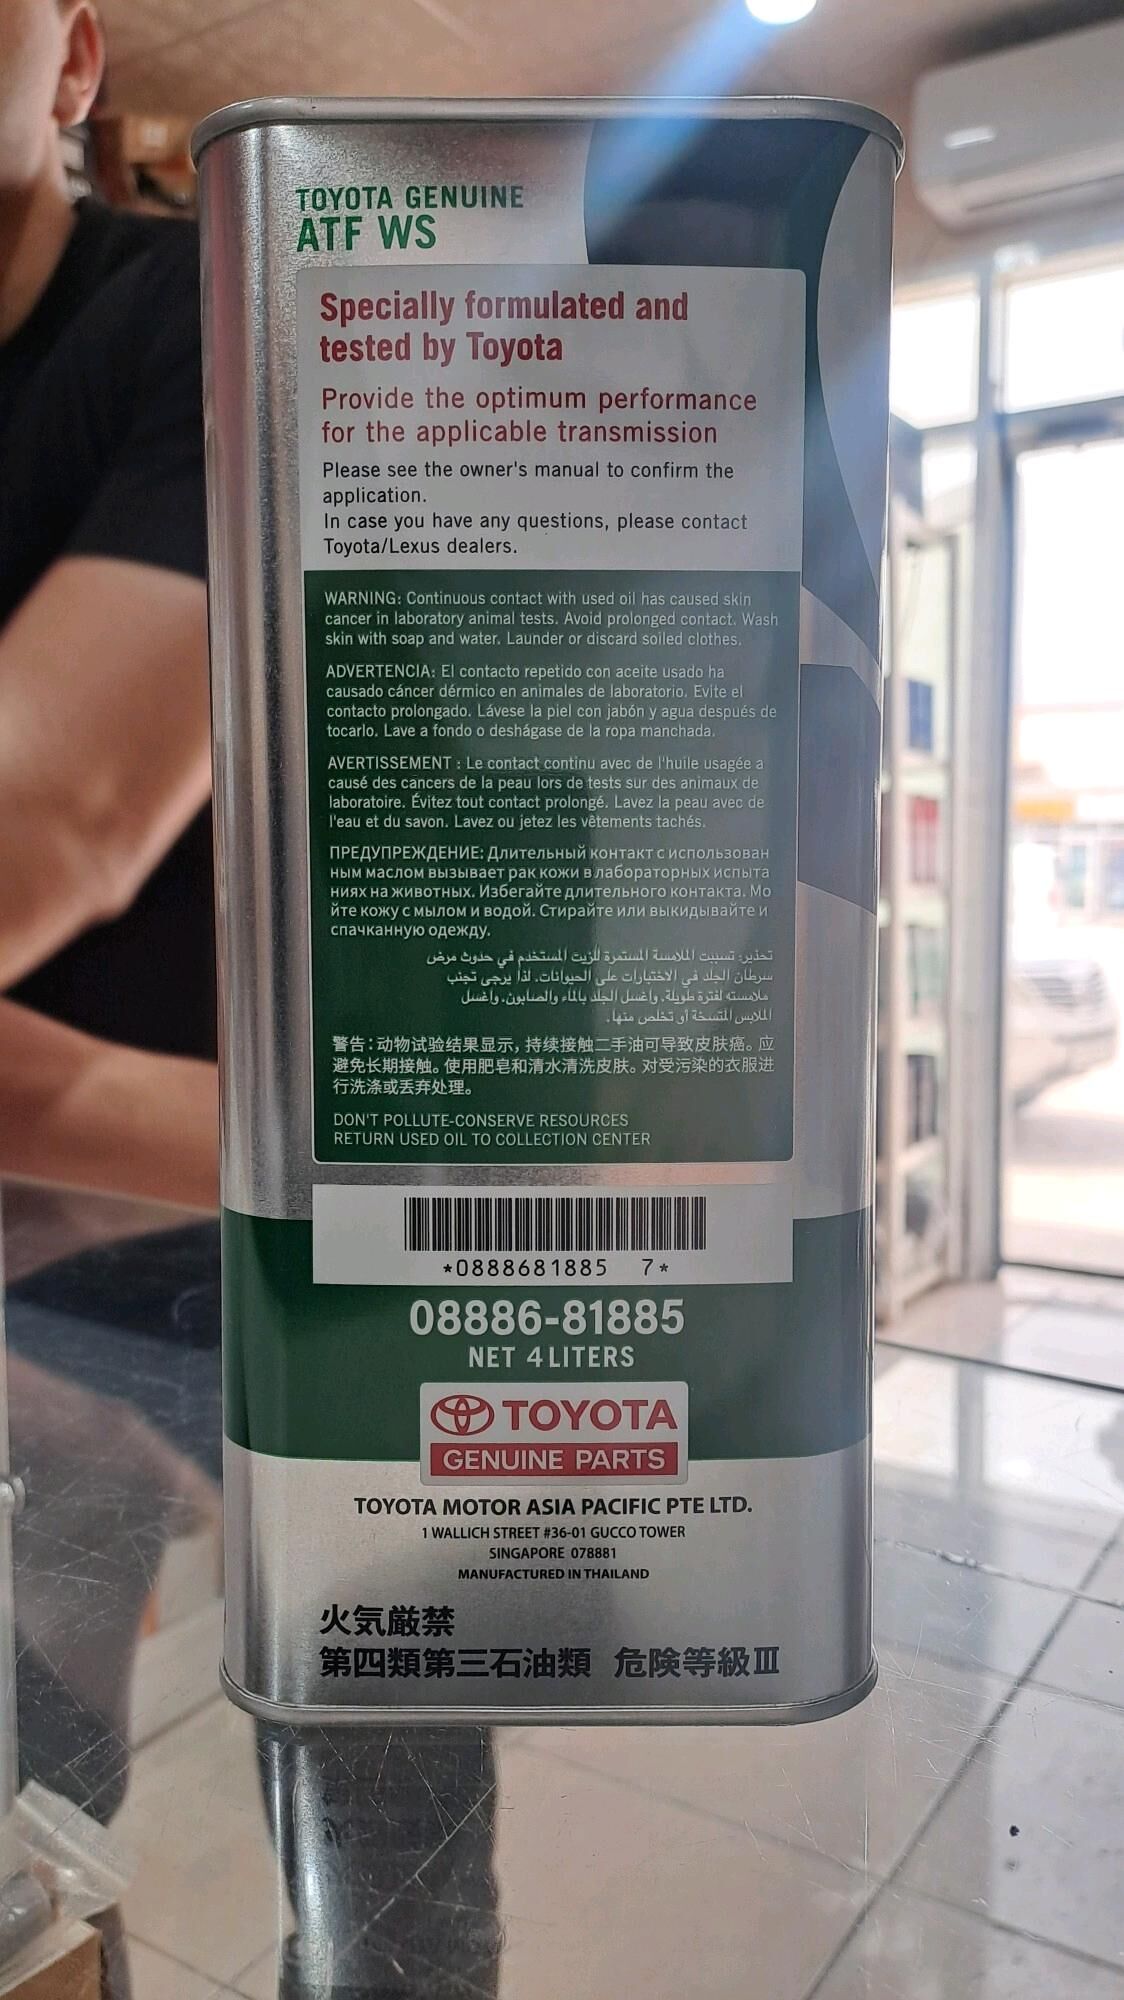 TOYOTA GENUINE
ATF WS
Specially formulated and
tested by Toyota
Provide the optimum performance
for the applicable transmission
Please see the owner's manual to confirm the
application.
In case you have any questions, please contact
Toyota/Lexus dealers.
WARNING: Continuous contact with used oil has caused skin
cancer in laboratory animal tests. Avoid prolonged contact. Wash
skin with soap and water. Launder or discard soiled clothes.
ADVERTENCIA: El contacto repetido con aceite usado ha
causado cáncer dérmico en animales de laboratorio. Evite el
contacto prolongado. Lávese la piel con jabón y agua después de
tocarlo. Lave a fondo o deshágase de la ropa manchada.
AVERTISSEMENT : Le contact continu avec de l'huile usagée a
causé des cancers de la peau lors de tests sur des animaux de
laboratoire. Évitez tout contact prolongé. Lavez la peau avec de
l'eau et du savon. Lavez ou jetez les vêtements tachés.
ПРЕДУПРЕЖДЕНИЕ: Длительный контакт с использован
ным маслом вызывает рак кожи в лабораторных испыта
ниях на животных. Избегайте длительного контакта. Мо
йте кожу с мылом и водой. Стирайте или выкидывайте и
спачканную одежду.
تحذير: تسببت الملامسة المستمرة للزيت المستخدم في حدوث مرض
سرطان الجلد في الاختبارات على الحيوانات. لذا يرجى تجنب
ملامسته لفترة طويلة. واغسل الجلد بالماء والصابون. واغسل
الملابس المتسخة أو تخلص منها.
警告：动物试验结果显示，持续接触二手油可导致皮肤癌。应
避免长期接触。使用肥皂和清水清洗皮肤。对受污染的衣服进
行洗涤或丢弃处理。
DON'T POLLUTE-CONSERVE RESOURCES
RETURN USED OIL TO COLLECTION CENTER
*0888681885 7*
08886-81885
NET 4 LITERS
TOYOTA
GENUINE PARTS
TOYOTA MOTOR ASIA PACIFIC PTE LTD.
1 WALLICH STREET #36-01 GUCCO TOWER
SINGAPORE 078881
MANUFACTURED IN THAILAND
火気厳禁
第四類第三石油類 危険等級Ⅲ